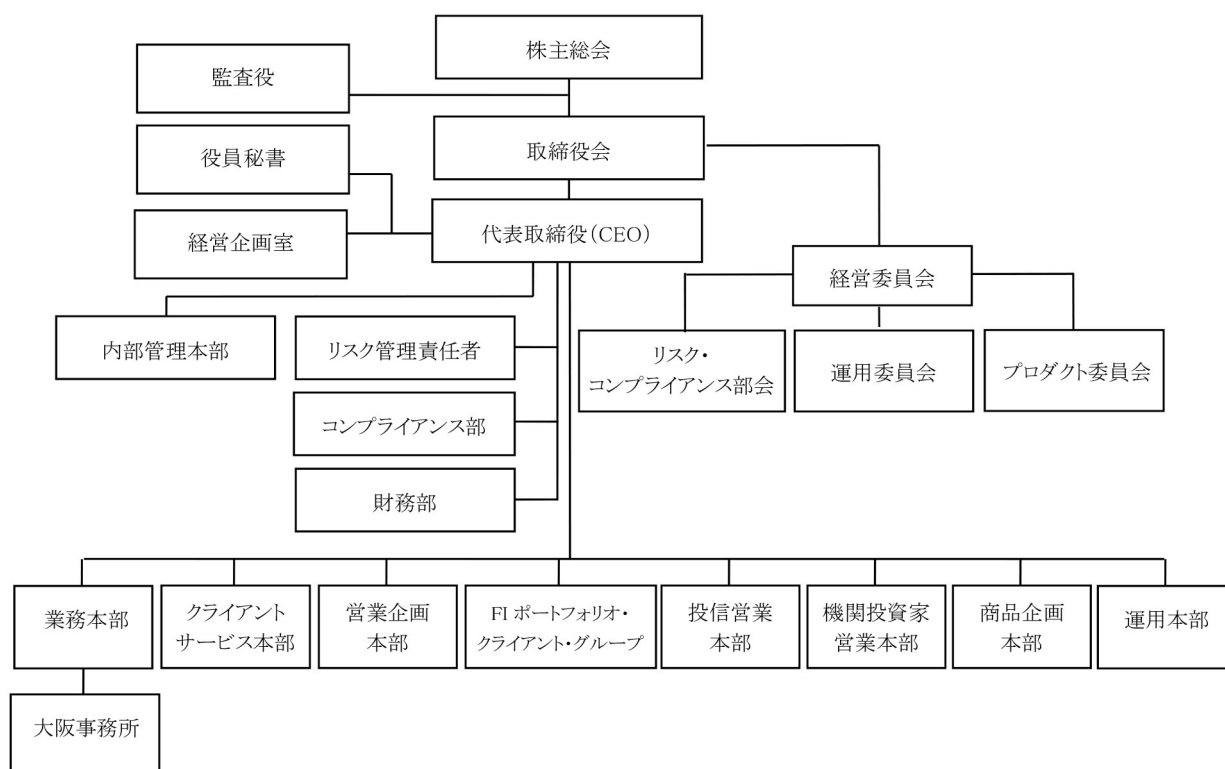 株主総会
監査役
取締役会
役員秘書
代表取締役(CEO)
経営企画室
経営委員会
内部管理本部
リスク管理責任者
リスク・
コンプライアンス部会
運用委員会
プロダクト委員会
コンプライアンス部
財務部
業務本部
クライアント
サービス本部
営業企画
本部
FI ポートフォリオ・
クライアント・グループ
投信営業
本部
機関投資家
営業本部
商品企画
本部
運用本部
大阪事務所